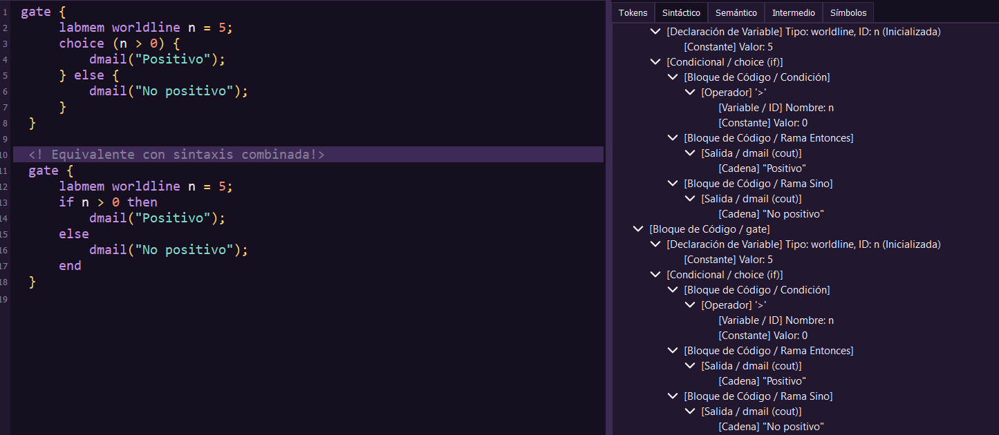 1 gate {
2 labmem worldline n = 5;
3 choice (n > 0) {
4 dmail("Positivo");
5 } else {
6 dmail("No positivo");
7 }
8 }
9
10 <! Equivalente con sintaxis combinada!>
11 gate {
12 labmem worldline n = 5;
13 if n > 0 then
14 dmail("Positivo");
15 else
16 dmail("No positivo");
17 end
18 }
19
Tokens Sintáctico Semántico Intermedio Símbolos
[Declaración de Variable] Tipo: worldline, ID: n (Inicializada)
[Constante] Valor: 5
[Condicional / choice (if)]
[Bloque de Código / Condición]
[Operador] '>'
[Variable / ID] Nombre: n
[Constante] Valor: 0
[Bloque de Código / Rama Entonces]
[Salida / dmail (cout)]
[Cadena] "Positivo"
[Bloque de Código / Rama Sino]
[Salida / dmail (cout)]
[Cadena] "No positivo"
[Bloque de Código / gate]
[Declaración de Variable] Tipo: worldline, ID: n (Inicializada)
[Constante] Valor: 5
[Condicional / choice (if)]
[Bloque de Código / Condición]
[Operador] '>'
[Variable / ID] Nombre: n
[Constante] Valor: 0
[Bloque de Código / Rama Entonces]
[Salida / dmail (cout)]
[Cadena] "Positivo"
[Bloque de Código / Rama Sino]
[Salida / dmail (cout)]
[Cadena] "No positivo"